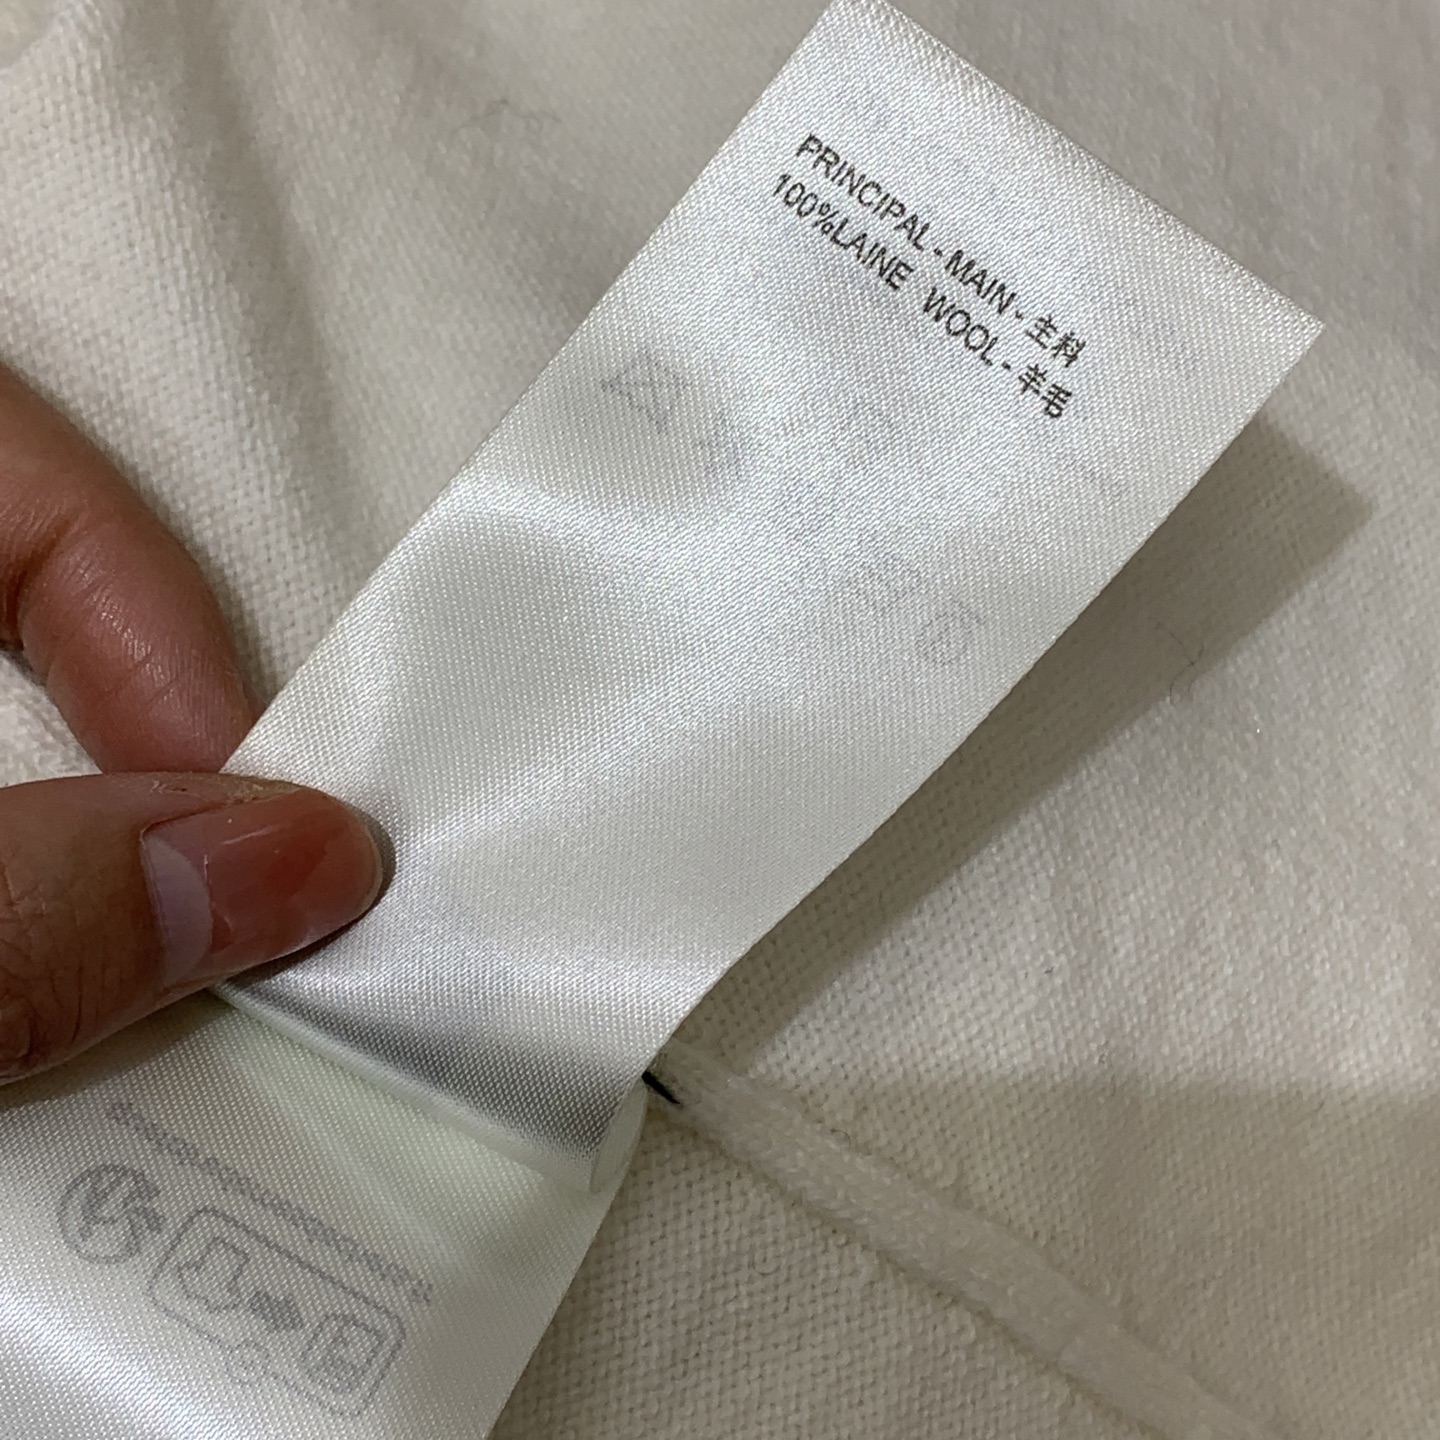 PRINCIPAL - MAIN - 主料
100%LAINE WOOL - 羊毛